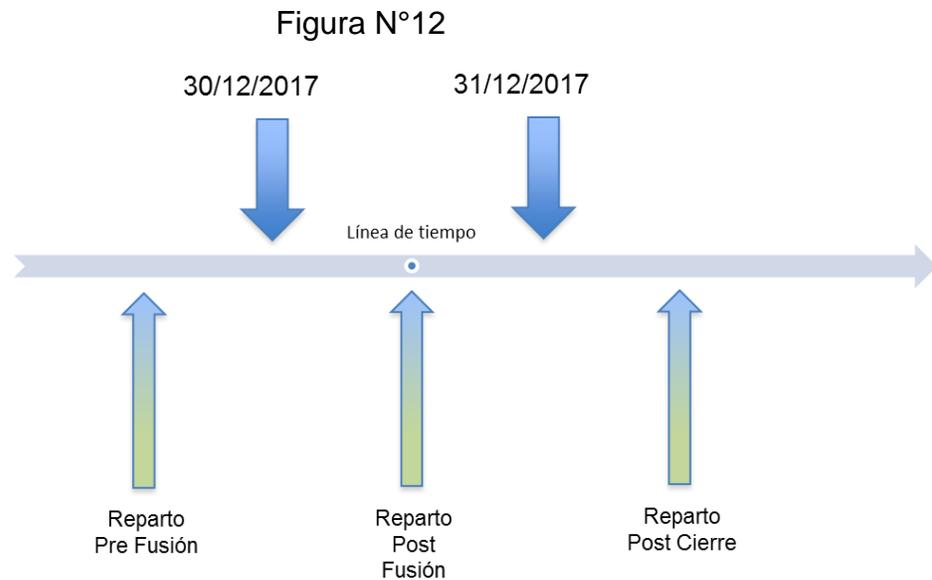 Figura N°12
30/12/2017
31/12/2017
Línea de tiempo
Reparto
Pre Fusión
Reparto
Post
Fusión
Reparto
Post Cierre